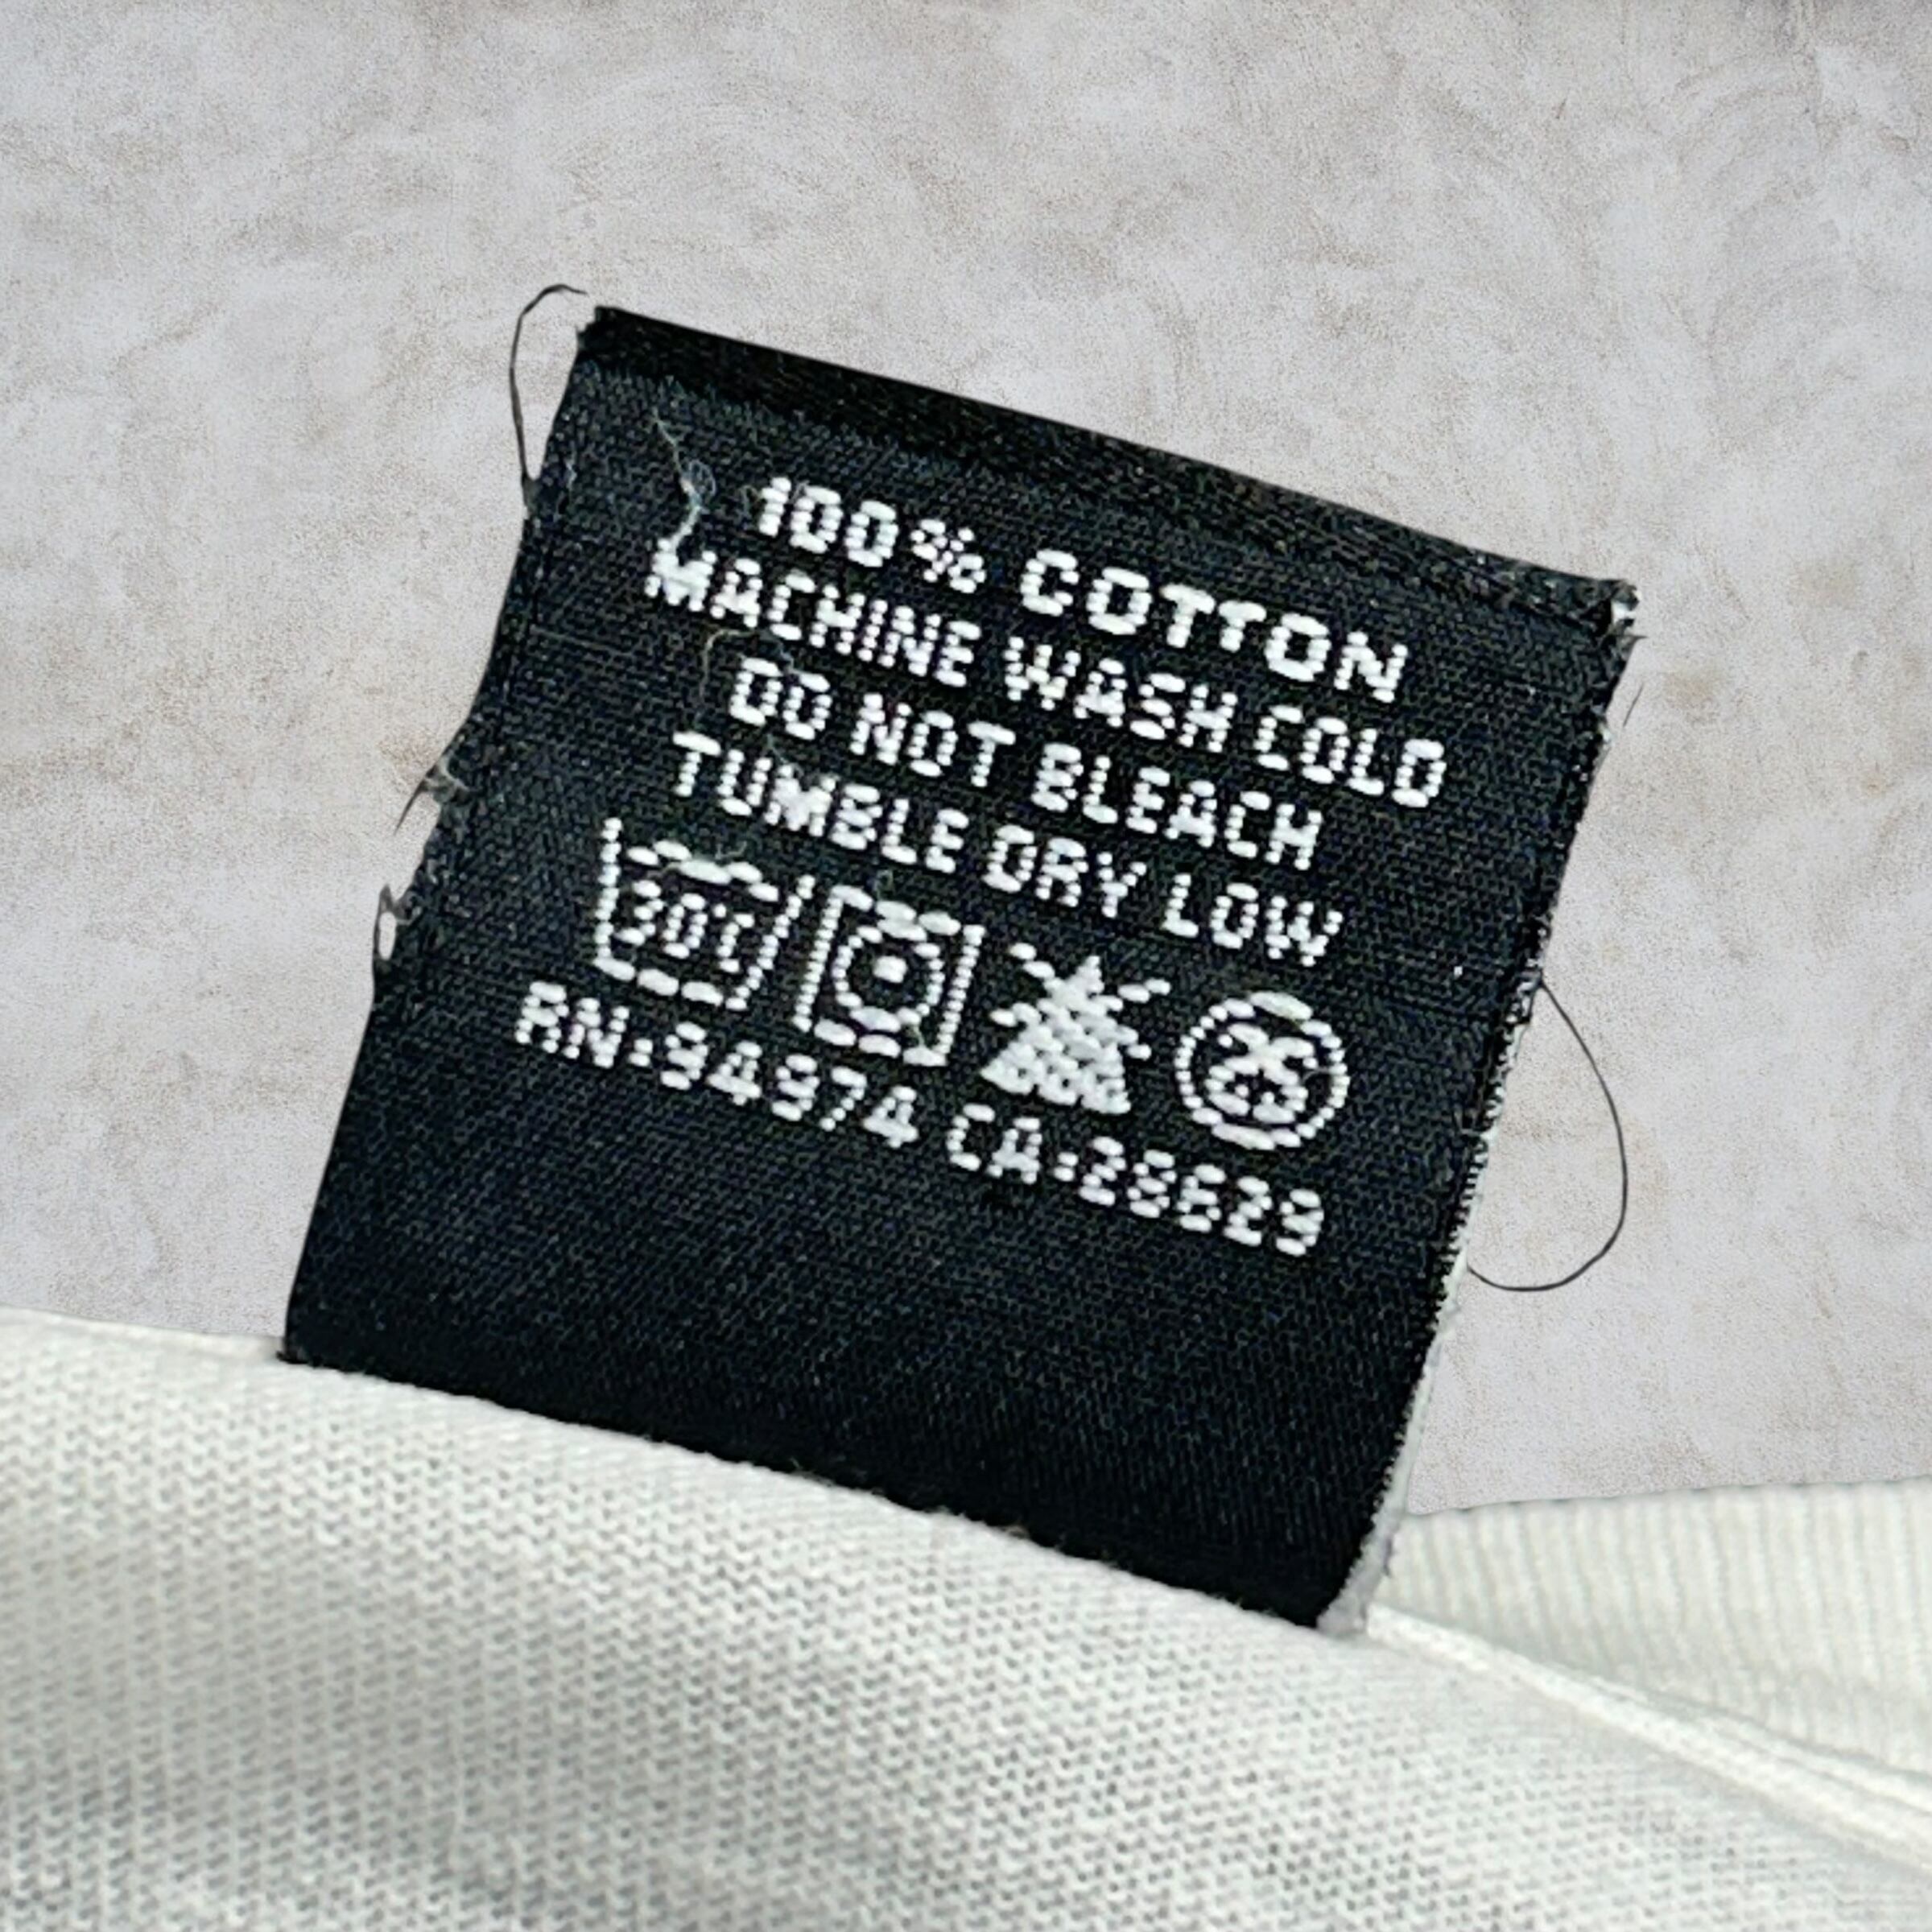 100% COTTON
MACHINE WASH COLD
DO NOT BLEACH
TUMBLE DRY LOW
30°C
RN:94974 CA:28629